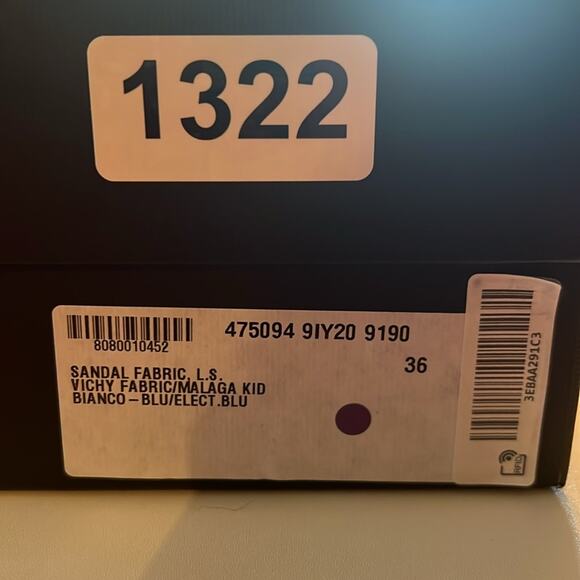 1322
475094 9IY20 9190
8080010452
36
SANDAL FABRIC, L.S.
VICHY FABRIC/MALAGA KID
BIANCO-BLU/ELECT.BLU
3EBAA291C3
RFID